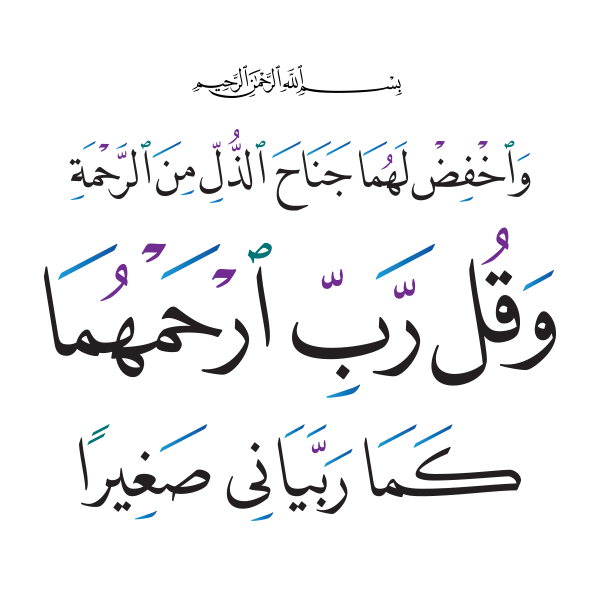 بِسْمِ ٱللَّهِ ٱلرَّحْمَٰنِ ٱلرَّحِيمِ
وَٱخْفِضْ لَهُمَا جَنَاحَ ٱلذُّلِّ مِنَ ٱلرَّحْمَةِ
وَقُل رَّبِّ ٱرْحَمْهُمَا
كَمَا رَبَّيَانِى صَغِيرًا